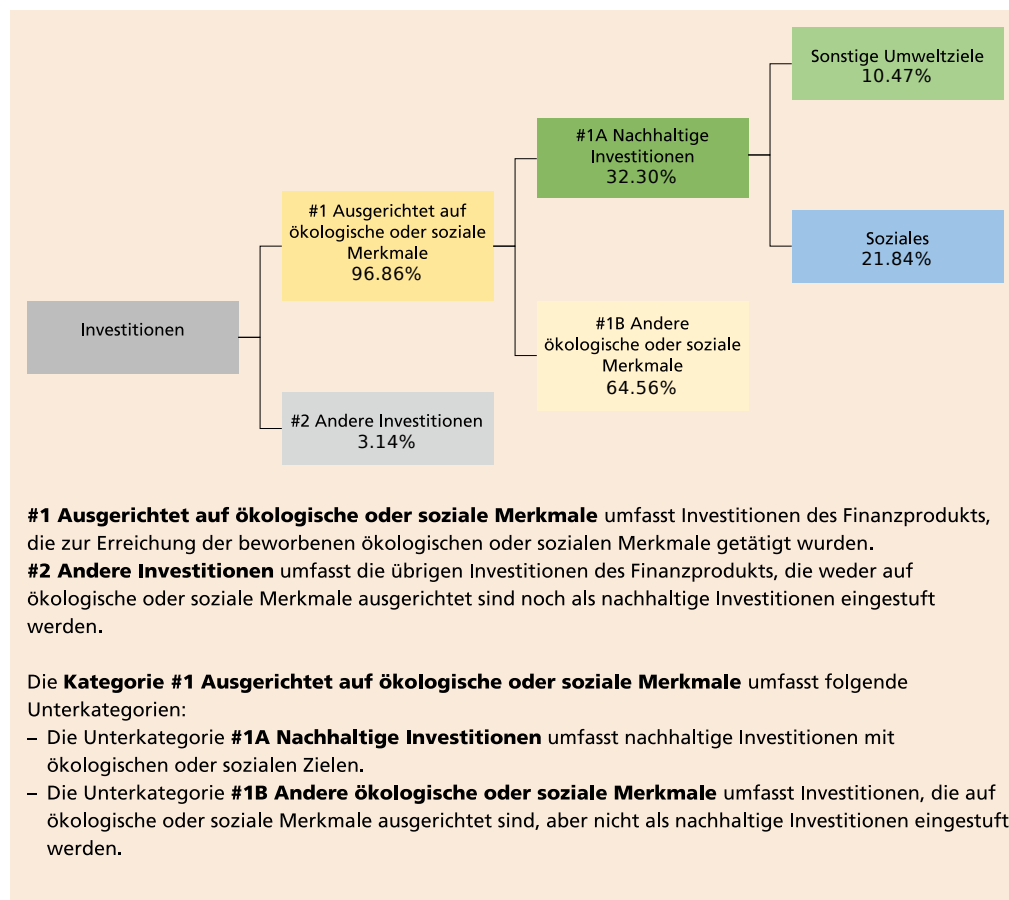 Sonstige Umweltziele
10.47%
#1A Nachhaltige
Investitionen
32.30%
#1 Ausgerichtet auf
ökologische oder soziale
Merkmale
96.86%
Soziales
21.84%
Investitionen
#1B Andere
ökologische oder soziale
Merkmale
64.56%
#2 Andere Investitionen
3.14%
#1 Ausgerichtet auf ökologische oder soziale Merkmale umfasst Investitionen des Finanzprodukts,
die zur Erreichung der beworbenen ökologischen oder sozialen Merkmale getätigt wurden.
#2 Andere Investitionen umfasst die übrigen Investitionen des Finanzprodukts, die weder auf
ökologische oder soziale Merkmale ausgerichtet sind noch als nachhaltige Investitionen eingestuft
werden.
Die Kategorie #1 Ausgerichtet auf ökologische oder soziale Merkmale umfasst folgende
Unterkategorien:
– Die Unterkategorie #1A Nachhaltige Investitionen umfasst nachhaltige Investitionen mit
ökologischen oder sozialen Zielen.
– Die Unterkategorie #1B Andere ökologische oder soziale Merkmale umfasst Investitionen, die auf
ökologische oder soziale Merkmale ausgerichtet sind, aber nicht als nachhaltige Investitionen eingestuft
werden.